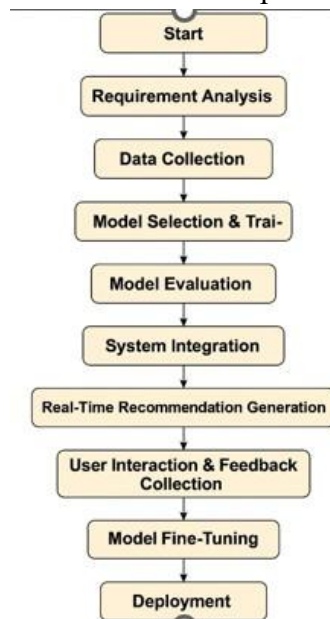 Start
Requirement Analysis
Data Collection
Model Selection & Trai-
Model Evaluation
System Integration
Real-Time Recommendation Generation
User Interaction & Feedback
Collection
Model Fine-Tuning
Deployment